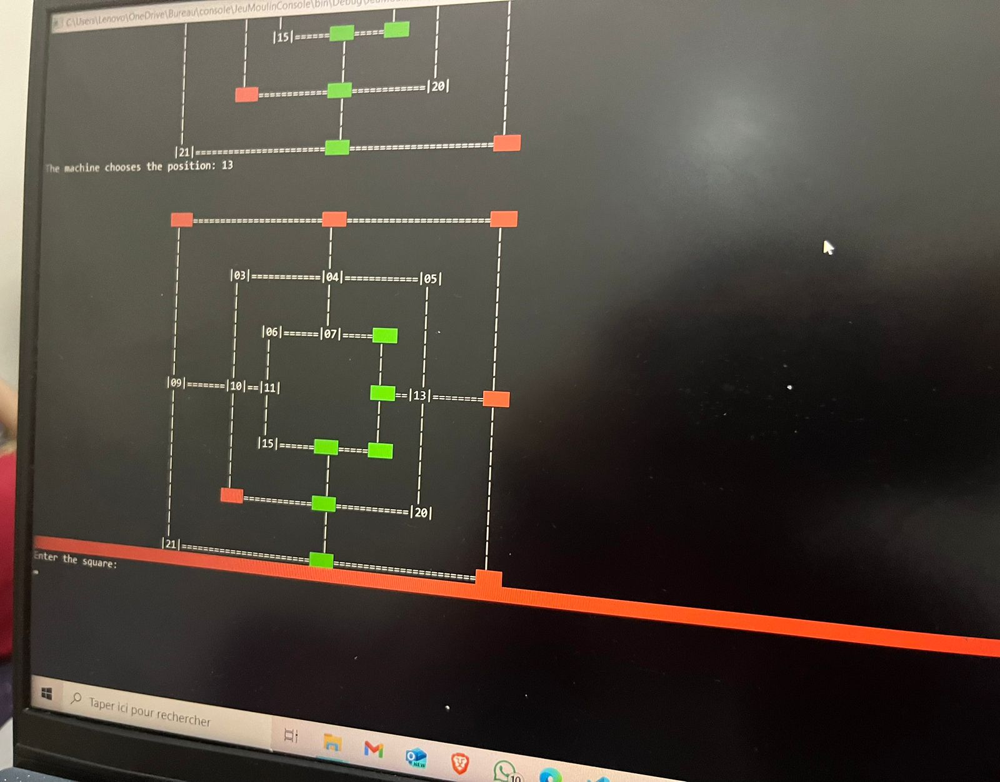 C:\Users\Lenovo\OneDrive\Bureau\console\JeuMoulinConsole\bin\Debug\
|15|======  =====
===========  ============|20|
|21|=======================  =========================
The machine chooses the position: 13
=======================  =========================
|03|============|04|============|05|
|06|======|07|=====
|09|=======|10|==|11|  ==|13|========
|15|======  =====
===========  ============|20|
|21|=======================  =========================
Enter the square:
Taper ici pour rechercher
NEW
10